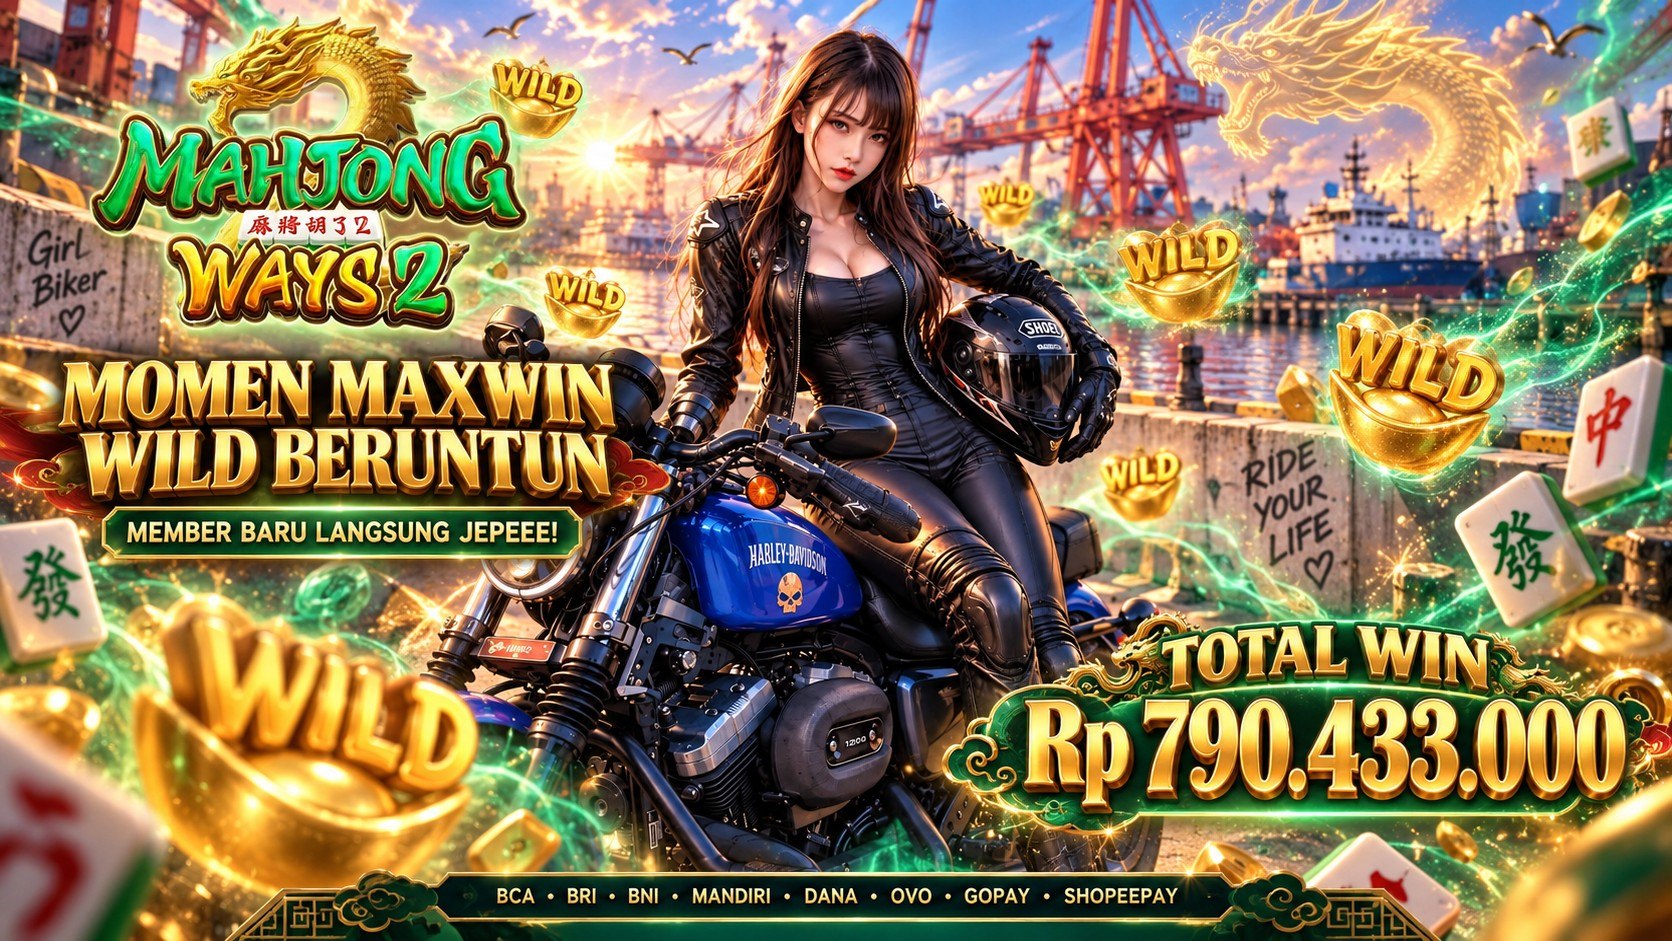 WILD
MAHJONG
麻將胡了2
WAYS 2
WILD
WILD
WILD
Girl
Biker
MOMEN MAXWIN
WILD BERUNTUN
MEMBER BARU LANGSUNG JEPEEE!
SHOEI
HARLEY-DAVIDSON
1200
WILD
WILD
RIDE
YOUR
LIFE
中
發
發
WILD
TOTAL WIN
Rp 790.433.000
BCA • BRI • BNI • MANDIRI • DANA • OVO • GOPAY • SHOPEEPAY